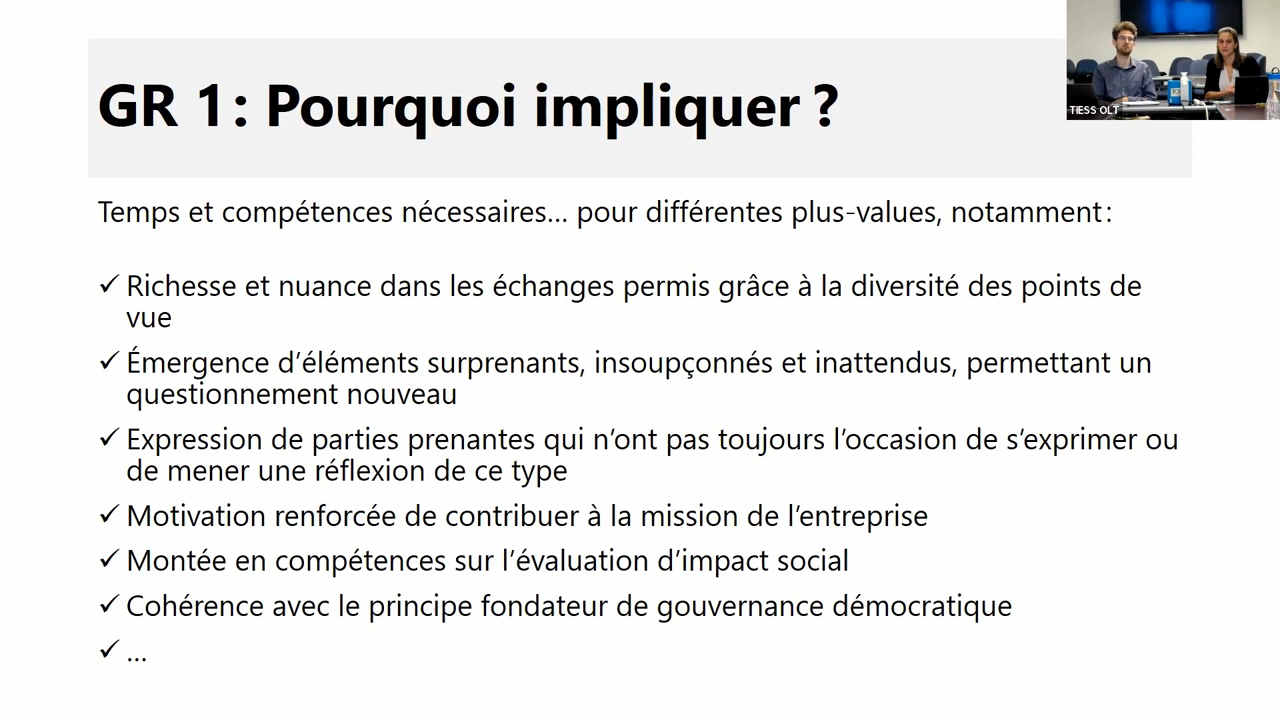 GR 1 : Pourquoi impliquer ?
TIESS OLT
Temps et compétences nécessaires... pour différentes plus-values, notamment :
✓ Richesse et nuance dans les échanges permis grâce à la diversité des points de
vue
✓ Émergence d’éléments surprenants, insoupçonnés et inattendus, permettant un
questionnement nouveau
✓ Expression de parties prenantes qui n’ont pas toujours l’occasion de s’exprimer ou
de mener une réflexion de ce type
✓ Motivation renforcée de contribuer à la mission de l’entreprise
✓ Montée en compétences sur l’évaluation d’impact social
✓ Cohérence avec le principe fondateur de gouvernance démocratique
✓ ...